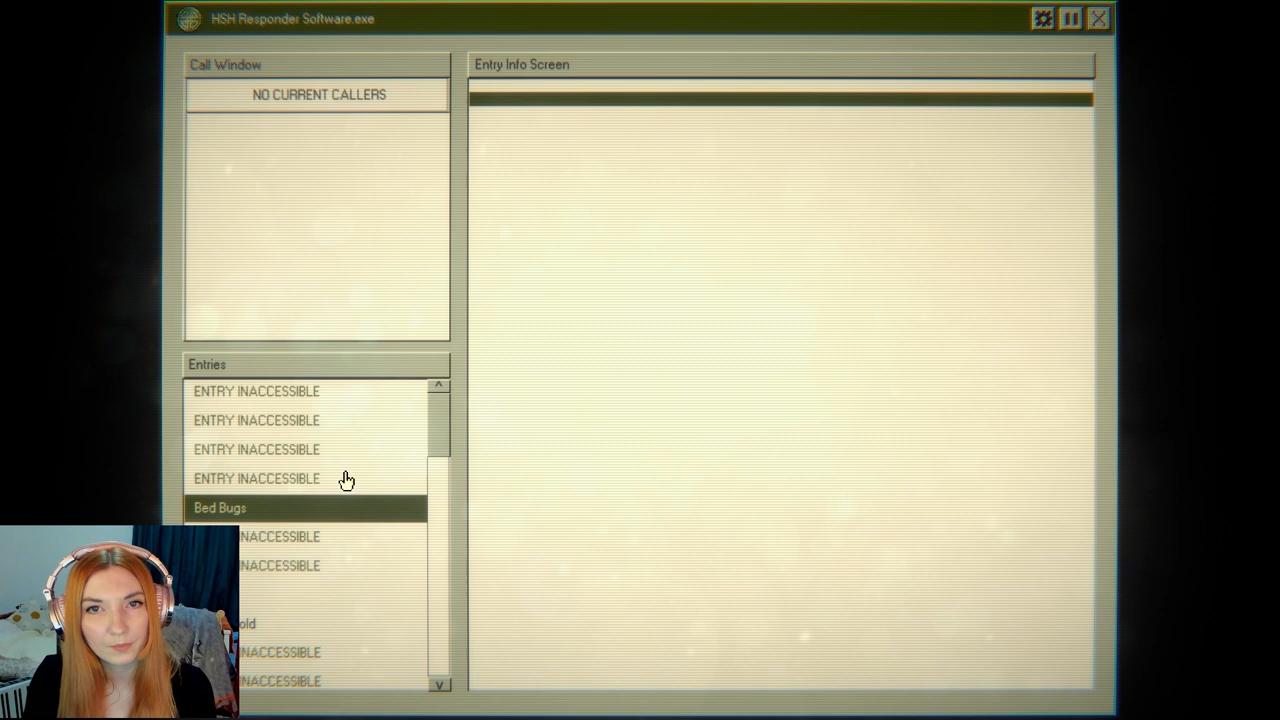 HSH Responder Software.exe
Call Window
NO CURRENT CALLERS
Entry Info Screen
Entries
ENTRY INACCESSIBLE
ENTRY INACCESSIBLE
ENTRY INACCESSIBLE
ENTRY INACCESSIBLE
Bed Bugs
INACCESSIBLE
INACCESSIBLE
old
INACCESSIBLE
INACCESSIBLE